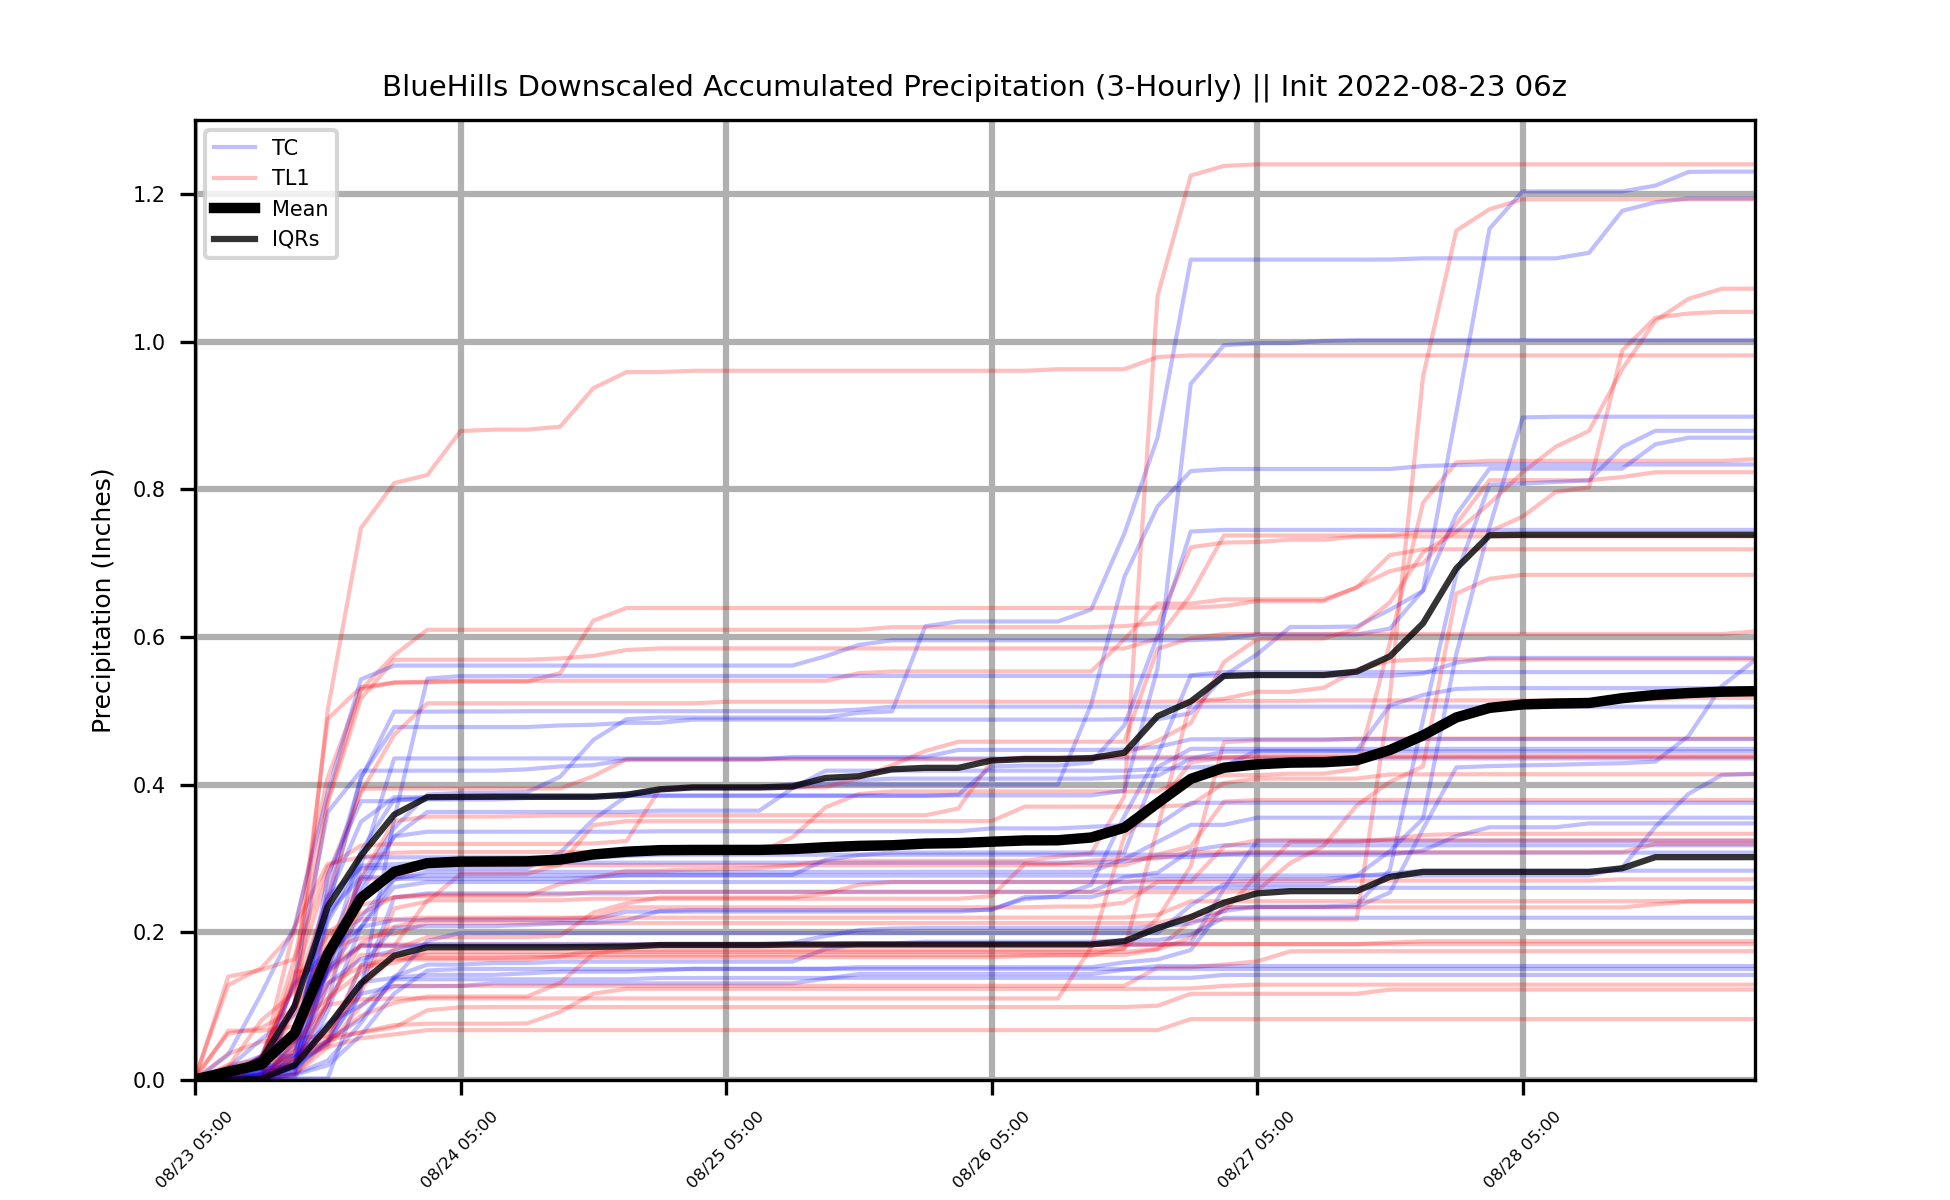 BlueHills Downscaled Accumulated Precipitation (3-Hourly) || Init 2022-08-23 06z
TC
TL1
Mean
IQRs
Precipitation (Inches)
1.2
1.0
0.8
0.6
0.4
0.2
0.0
08/23 05:00
08/24 05:00
08/25 05:00
08/26 05:00
08/27 05:00
08/28 05:00